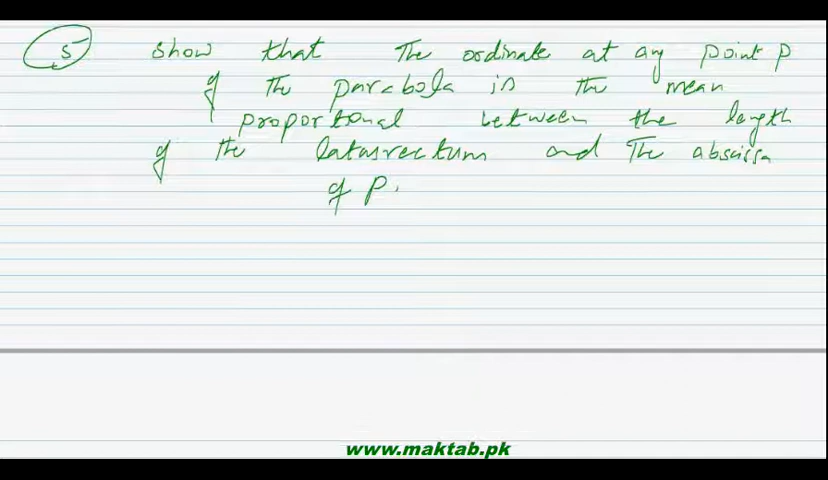 5 show that The ordinate at any point P
of the parabola is the mean
proportional between the length
of the latusrectum and The abscissa
of P.
www.maktab.pk